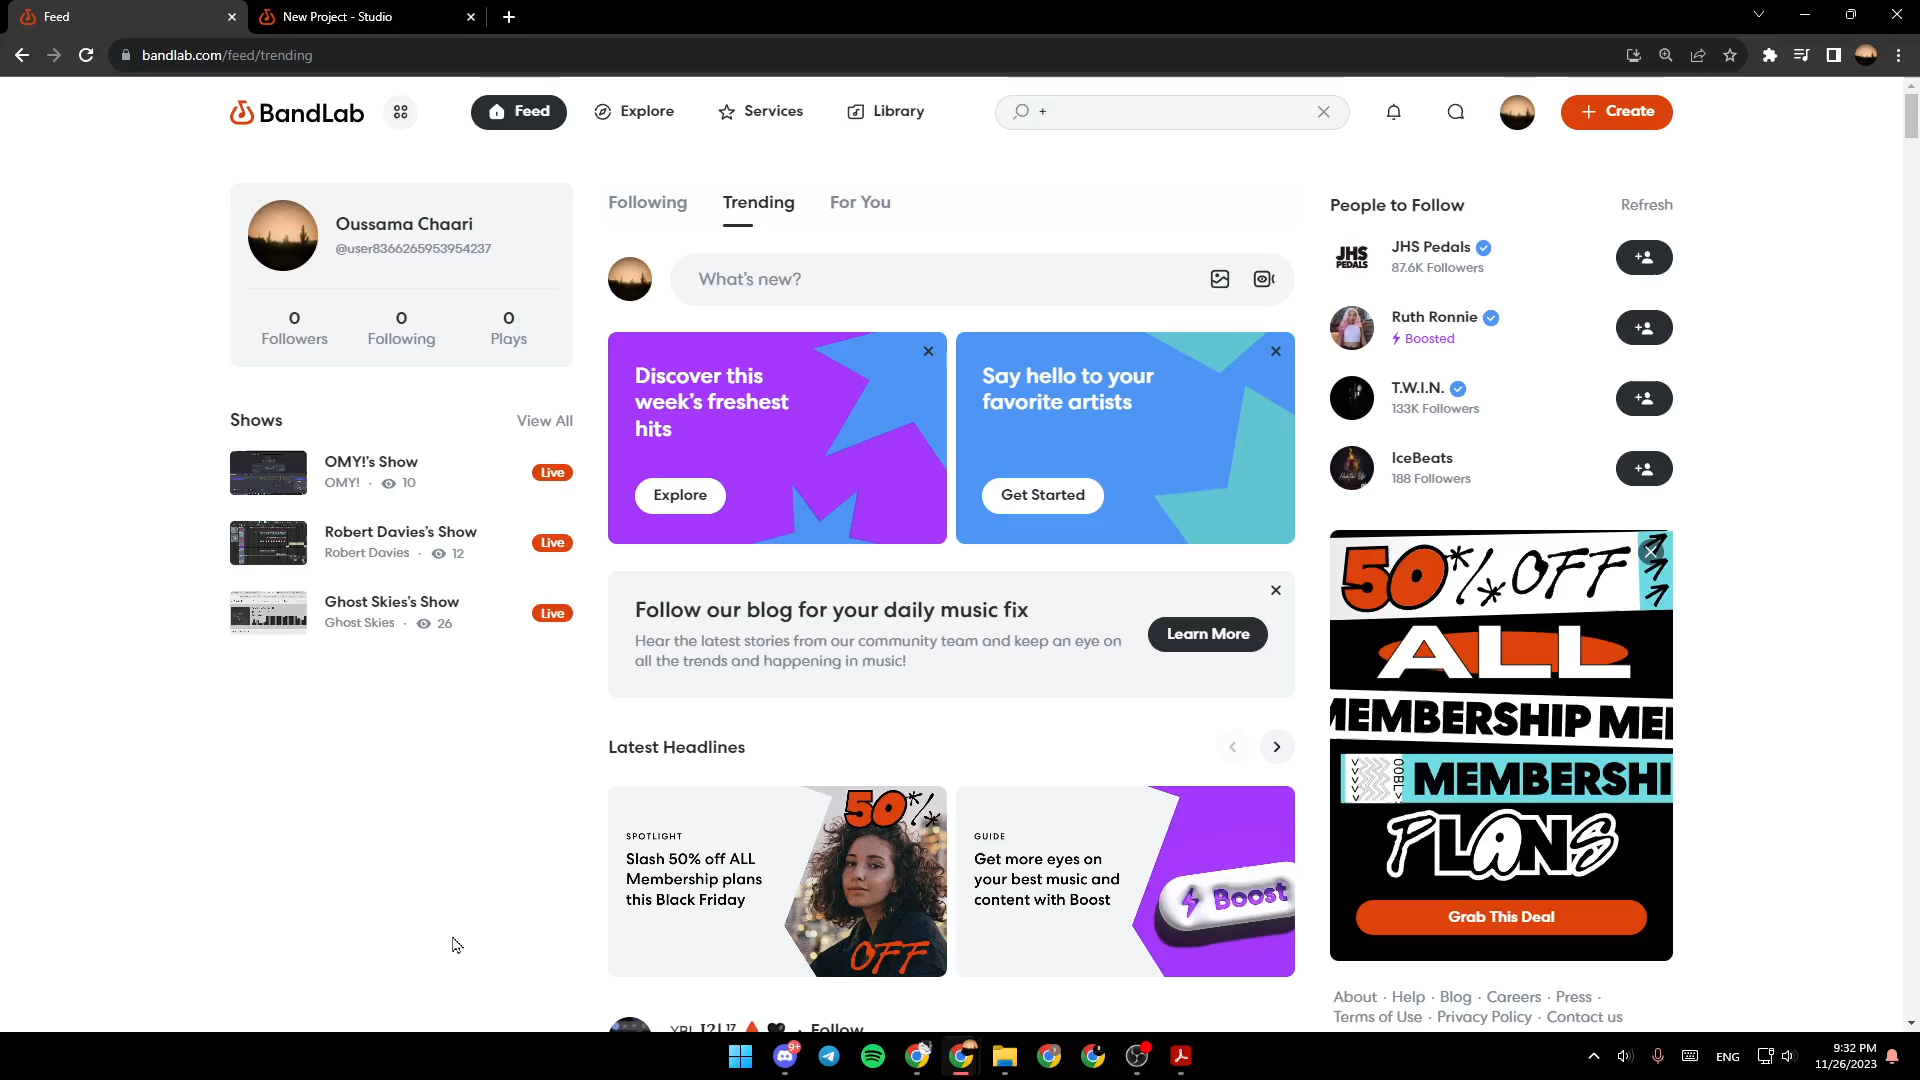 Feed
New Project - Studio
bandlab.com/feed/trending
BandLab
Feed
Explore
Services
Library
+
Create
Oussama Chaari
@user8366265953954237
0
0
0
Followers
Following
Plays
Shows
View All
OMY!'s Show
OMY! · 10
Live
Robert Davies's Show
Robert Davies · 12
Live
Ghost Skies's Show
Ghost Skies · 26
Live
Following
Trending
For You
What's new?
Discover this
week's freshest
hits
Explore
Say hello to your
favorite artists
Get Started
Follow our blog for your daily music fix
Hear the latest stories from our community team and keep an eye on
all the trends and happening in music!
Learn More
Latest Headlines
SPOTLIGHT
Slash 50% off ALL
Membership plans
this Black Friday
50%*
OFF
GUIDE
Get more eyes on
your best music and
content with Boost
Boost
· Follow
People to Follow
Refresh
JHS
PEDALS
JHS Pedals
87.6K Followers
Ruth Ronnie
Boosted
T.W.I.N.
133K Followers
IceBeats
188 Followers
50*%* OFF
ALL
MEMBERSHIP MEI
MEMBERSHI
PLANS
Grab This Deal
About · Help · Blog · Careers · Press ·
Terms of Use · Privacy Policy · Contact us
9+
ENG
9:32 PM
11/26/2023